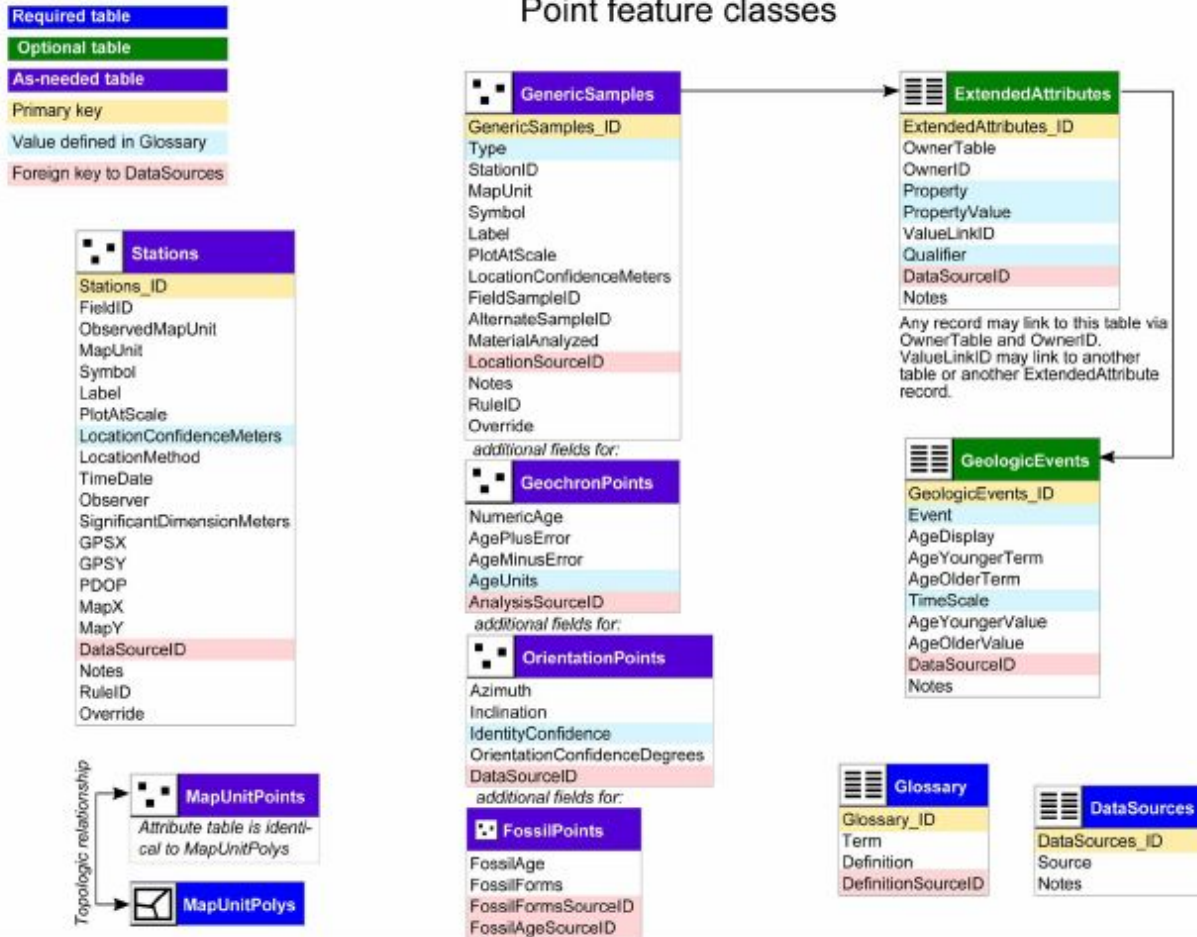 Point feature classes
Required table
Optional table
As-needed table
Primary key
Value defined in Glossary
Foreign key to DataSources
Stations
Stations_ID
FieldID
ObservedMapUnit
MapUnit
Symbol
Label
PlotAtScale
LocationConfidenceMeters
LocationMethod
TimeDate
Observer
SignificantDimensionMeters
GPSX
GPSY
PDOP
MapX
MapY
DataSourceID
Notes
RuleID
Override
Topologic relationship
MapUnitPoints
Attribute table is identi-
cal to MapUnitPolys
MapUnitPolys
GenericSamples
GenericSamples_ID
Type
StationID
MapUnit
Symbol
Label
PlotAtScale
LocationConfidenceMeters
FieldSampleID
AlternateSampleID
MaterialAnalyzed
LocationSourceID
Notes
RuleID
Override
additional fields for:
GeochronPoints
NumericAge
AgePlusError
AgeMinusError
AgeUnits
AnalysisSourceID
additional fields for:
OrientationPoints
Azimuth
Inclination
IdentityConfidence
OrientationConfidenceDegrees
DataSourceID
additional fields for:
FossilPoints
FossilAge
FossilForms
FossilFormsSourceID
FossilAgeSourceID
ExtendedAttributes
ExtendedAttributes_ID
OwnerTable
OwnerID
Property
PropertyValue
ValueLinkID
Qualifier
DataSourceID
Notes
Any record may link to this table via
OwnerTable and OwnerID.
ValueLinkID may link to another
table or another ExtendedAttribute
record.
GeologicEvents
GeologicEvents_ID
Event
AgeDisplay
AgeYoungerTerm
AgeOlderTerm
TimeScale
AgeYoungerValue
AgeOlderValue
DataSourceID
Notes
Glossary
Glossary_ID
Term
Definition
DefinitionSourceID
DataSources
DataSources_ID
Source
Notes